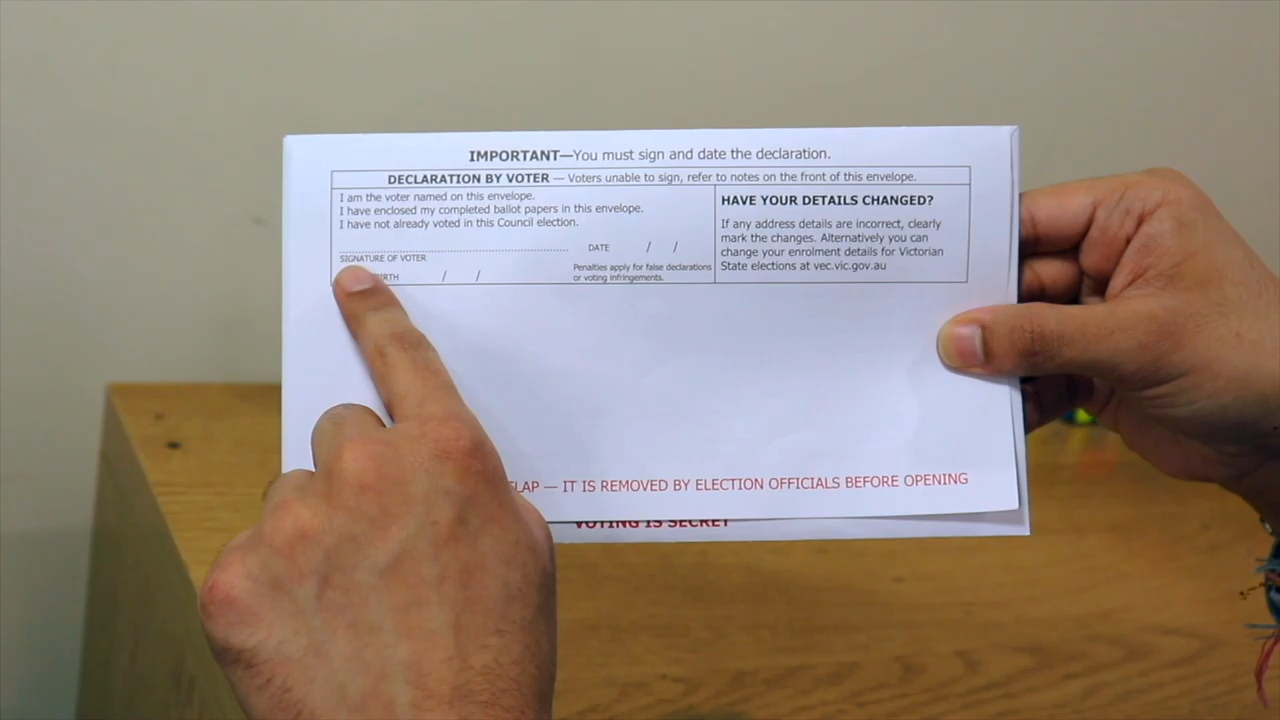 IMPORTANT—You must sign and date the declaration.
DECLARATION BY VOTER — Voters unable to sign, refer to notes on the front of this envelope.
I am the voter named on this envelope.
I have enclosed my completed ballot papers in this envelope.
I have not already voted in this Council election.
DATE / /
SIGNATURE OF VOTER
/ /
Penalties apply for false declarations
or voting infringements.
HAVE YOUR DETAILS CHANGED?
If any address details are incorrect, clearly
mark the changes. Alternatively you can
change your enrolment details for Victorian
State elections at vec.vic.gov.au
— IT IS REMOVED BY ELECTION OFFICIALS BEFORE OPENING
VOTING IS SECRET